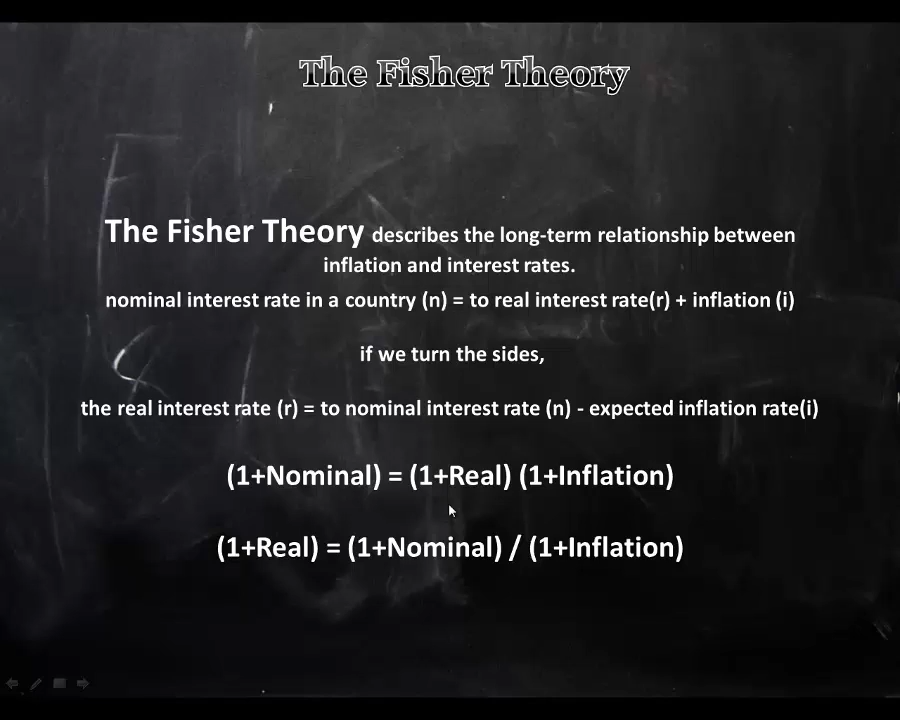 The Fisher Theory
The Fisher Theory describes the long-term relationship between
inflation and interest rates.
nominal interest rate in a country (n) = to real interest rate(r) + inflation (i)
if we turn the sides,
the real interest rate (r) = to nominal interest rate (n) - expected inflation rate(i)
(1+Nominal) = (1+Real) (1+Inflation)
(1+Real) = (1+Nominal) / (1+Inflation)